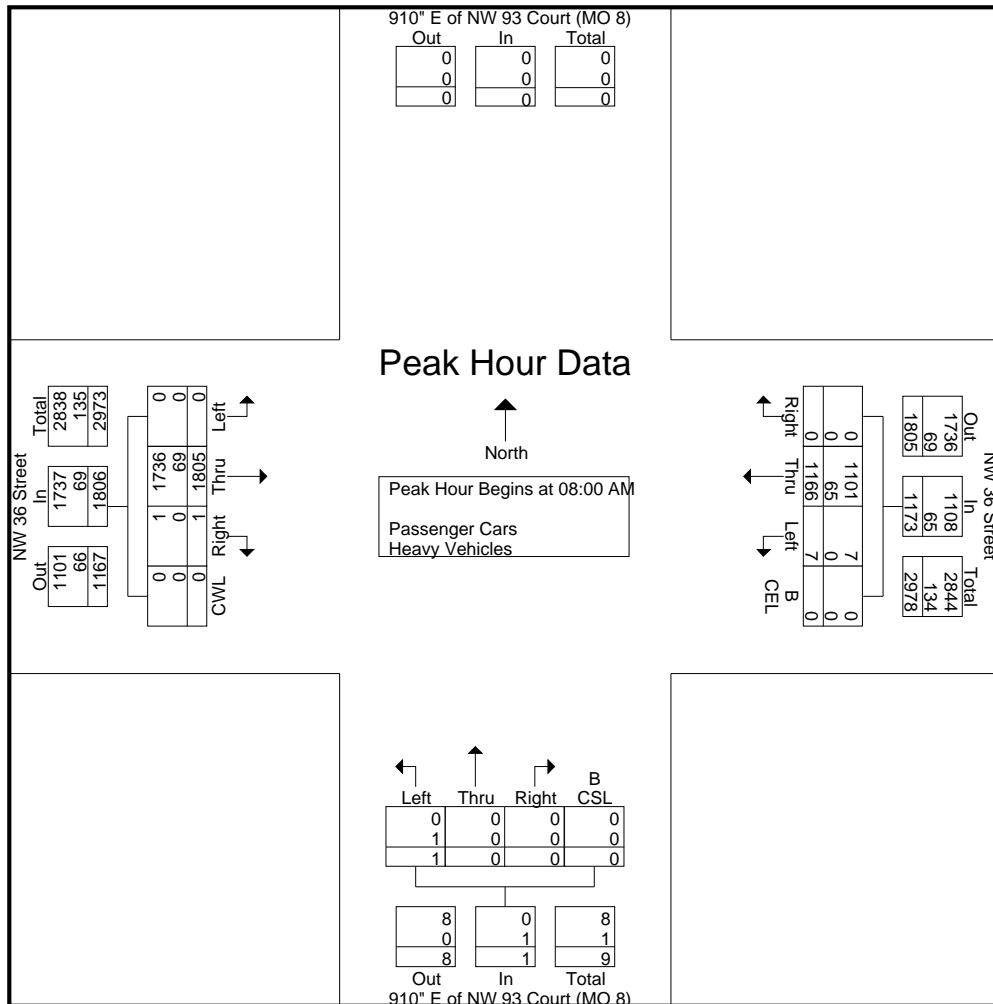 910" E of NW 93 Court (MO 8)
Out In Total
0 0 0
0 0 0
0 0 0
Peak Hour Data
North
Peak Hour Begins at 08:00 AM
Passenger Cars
Heavy Vehicles
NW 36 Street
Total In Out
2838 1737 1101
135 69 66
2973 1806 1167
Left Thru Right CWL
0 1736 1 0
0 69 0 0
0 1805 1 0
Right Thru Left B CEL
0 1101 7 0
0 65 0 0
0 1166 7 0
NW 36 Street
Out In Total
1736 1108 2844
69 65 134
1805 1173 2978
B
Left Thru Right CSL
0 0 0 0
1 0 0 0
1 0 0 0
8 0 8
0 1 1
8 1 9
Out In Total
910" E of NW 93 Court (MO 8)